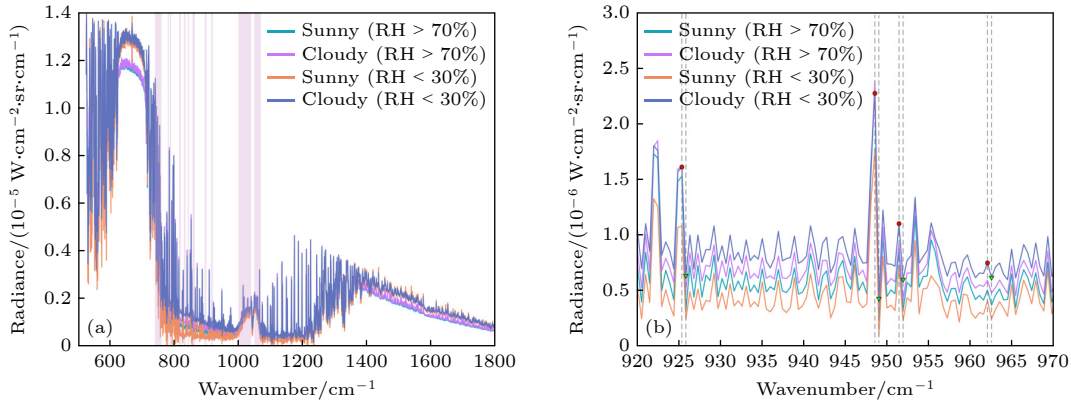 1.4
1.2
1.0
0.8
0.6
0.4
0.2
0
Radiance/(10⁻⁵ W·cm⁻²·sr·cm⁻¹)
Sunny (RH > 70%)
Cloudy (RH > 70%)
Sunny (RH < 30%)
Cloudy (RH < 30%)
(a)
600 800 1000 1200 1400 1600 1800
Wavenumber/cm⁻¹
3.0
2.5
2.0
1.5
1.0
0.5
0
Radiance/(10⁻⁶ W·cm⁻²·sr·cm⁻¹)
Sunny (RH > 70%)
Cloudy (RH > 70%)
Sunny (RH < 30%)
Cloudy (RH < 30%)
(b)
920 925 930 935 940 945 950 955 960 965 970
Wavenumber/cm⁻¹